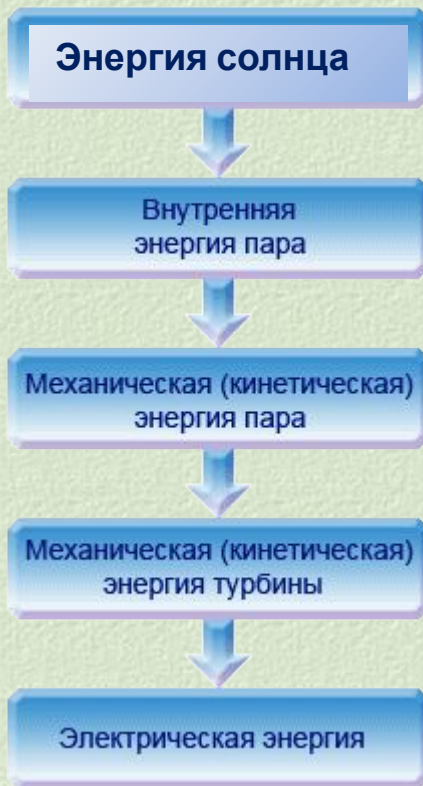 Энергия солнца
Внутренняя
энергия пара
Механическая (кинетическая)
энергия пара
Механическая (кинетическая)
энергия турбины
Электрическая энергия